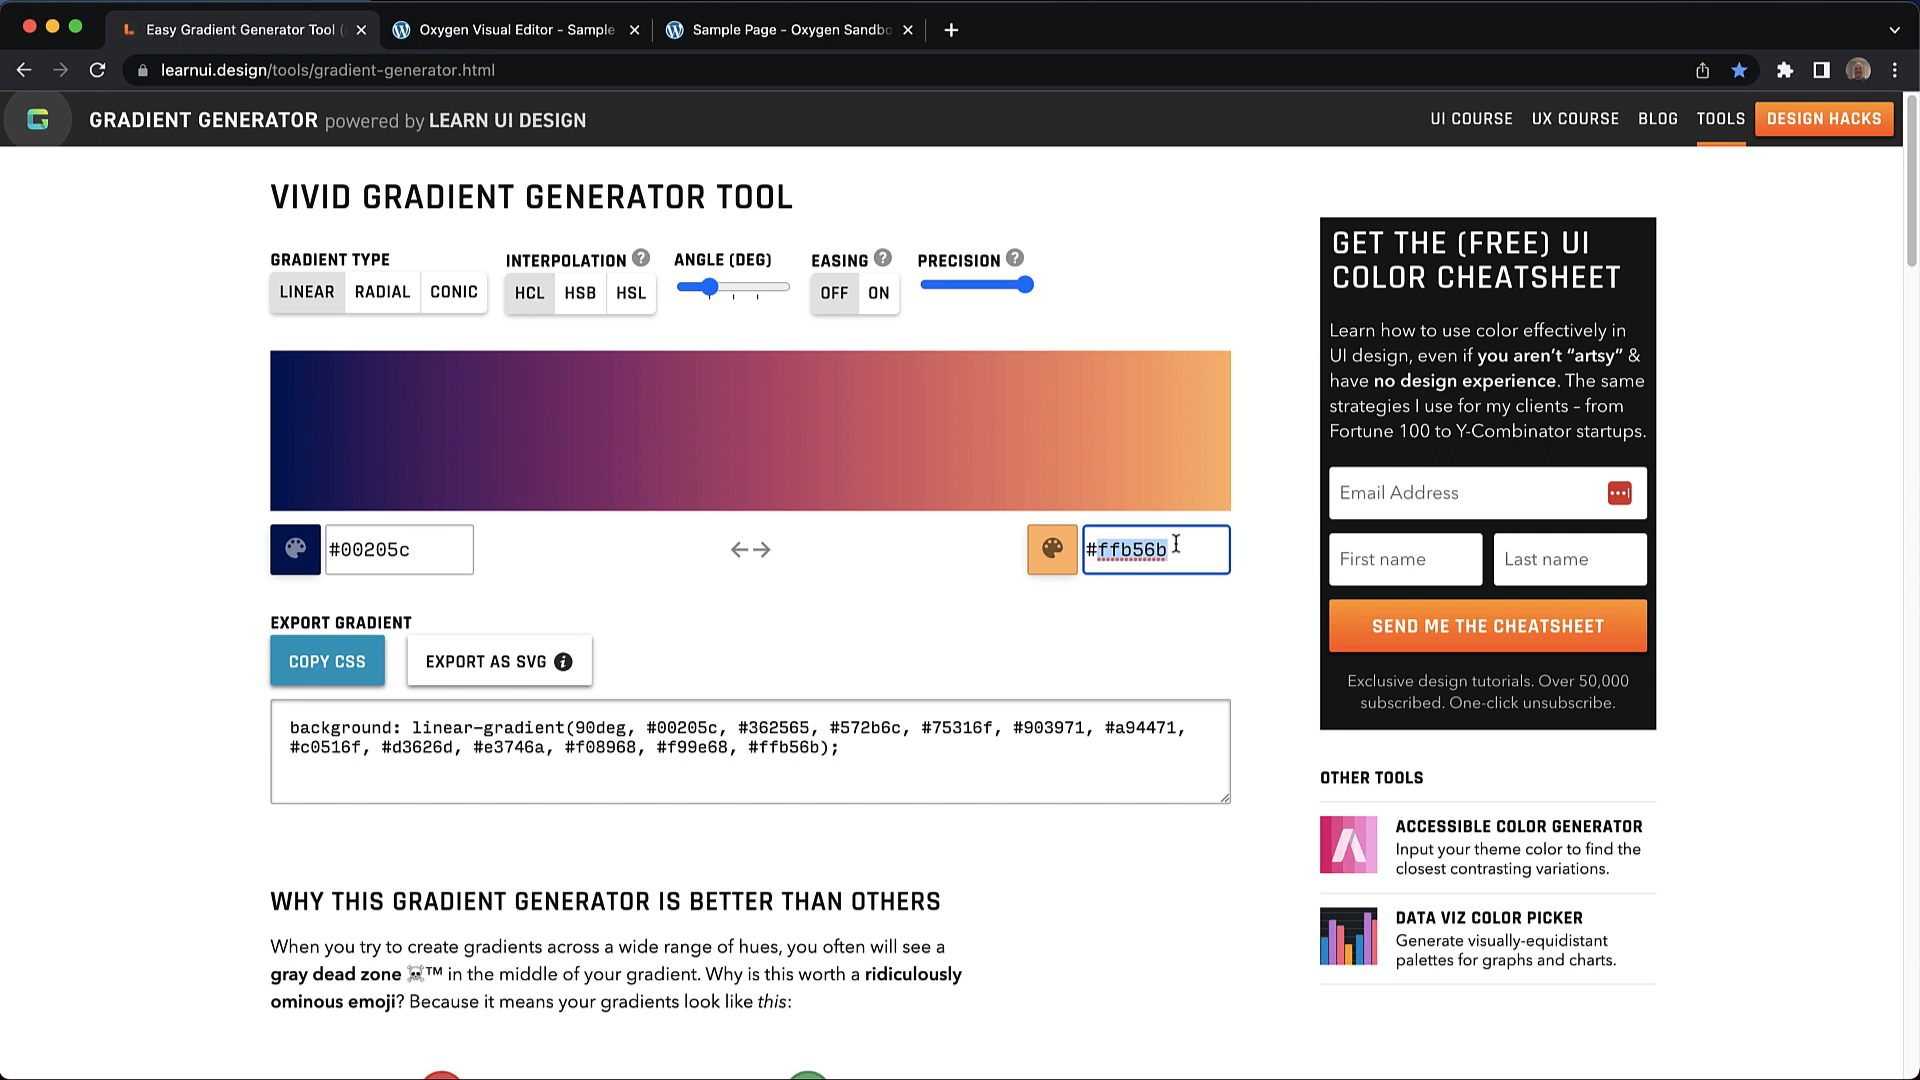 Easy Gradient Generator Tool (
Oxygen Visual Editor - Sample
Sample Page - Oxygen Sandbo
learnui.design/tools/gradient-generator.html
GRADIENT GENERATOR powered by LEARN UI DESIGN
UI COURSE UX COURSE BLOG TOOLS DESIGN HACKS
VIVID GRADIENT GENERATOR TOOL
GRADIENT TYPE
INTERPOLATION ?
ANGLE (DEG)
EASING ?
PRECISION ?
LINEAR RADIAL CONIC
HCL HSB HSL
OFF ON
#00205c
#ffb56b
EXPORT GRADIENT
COPY CSS
EXPORT AS SVG i
background: linear-gradient(90deg, #00205c, #362565, #572b6c, #75316f, #903971, #a94471,
#c0516f, #d3626d, #e3746a, #f08968, #f99e68, #ffb56b);
WHY THIS GRADIENT GENERATOR IS BETTER THAN OTHERS
When you try to create gradients across a wide range of hues, you often will see a
gray dead zone ☠️™ in the middle of your gradient. Why is this worth a ridiculously
ominous emoji? Because it means your gradients look like this:
GET THE (FREE) UI
COLOR CHEATSHEET
Learn how to use color effectively in
UI design, even if you aren't “artsy” &
have no design experience. The same
strategies I use for my clients – from
Fortune 100 to Y-Combinator startups.
Email Address
First name
Last name
SEND ME THE CHEATSHEET
Exclusive design tutorials. Over 50,000
subscribed. One-click unsubscribe.
OTHER TOOLS
ACCESSIBLE COLOR GENERATOR
Input your theme color to find the
closest contrasting variations.
DATA VIZ COLOR PICKER
Generate visually-equidistant
palettes for graphs and charts.